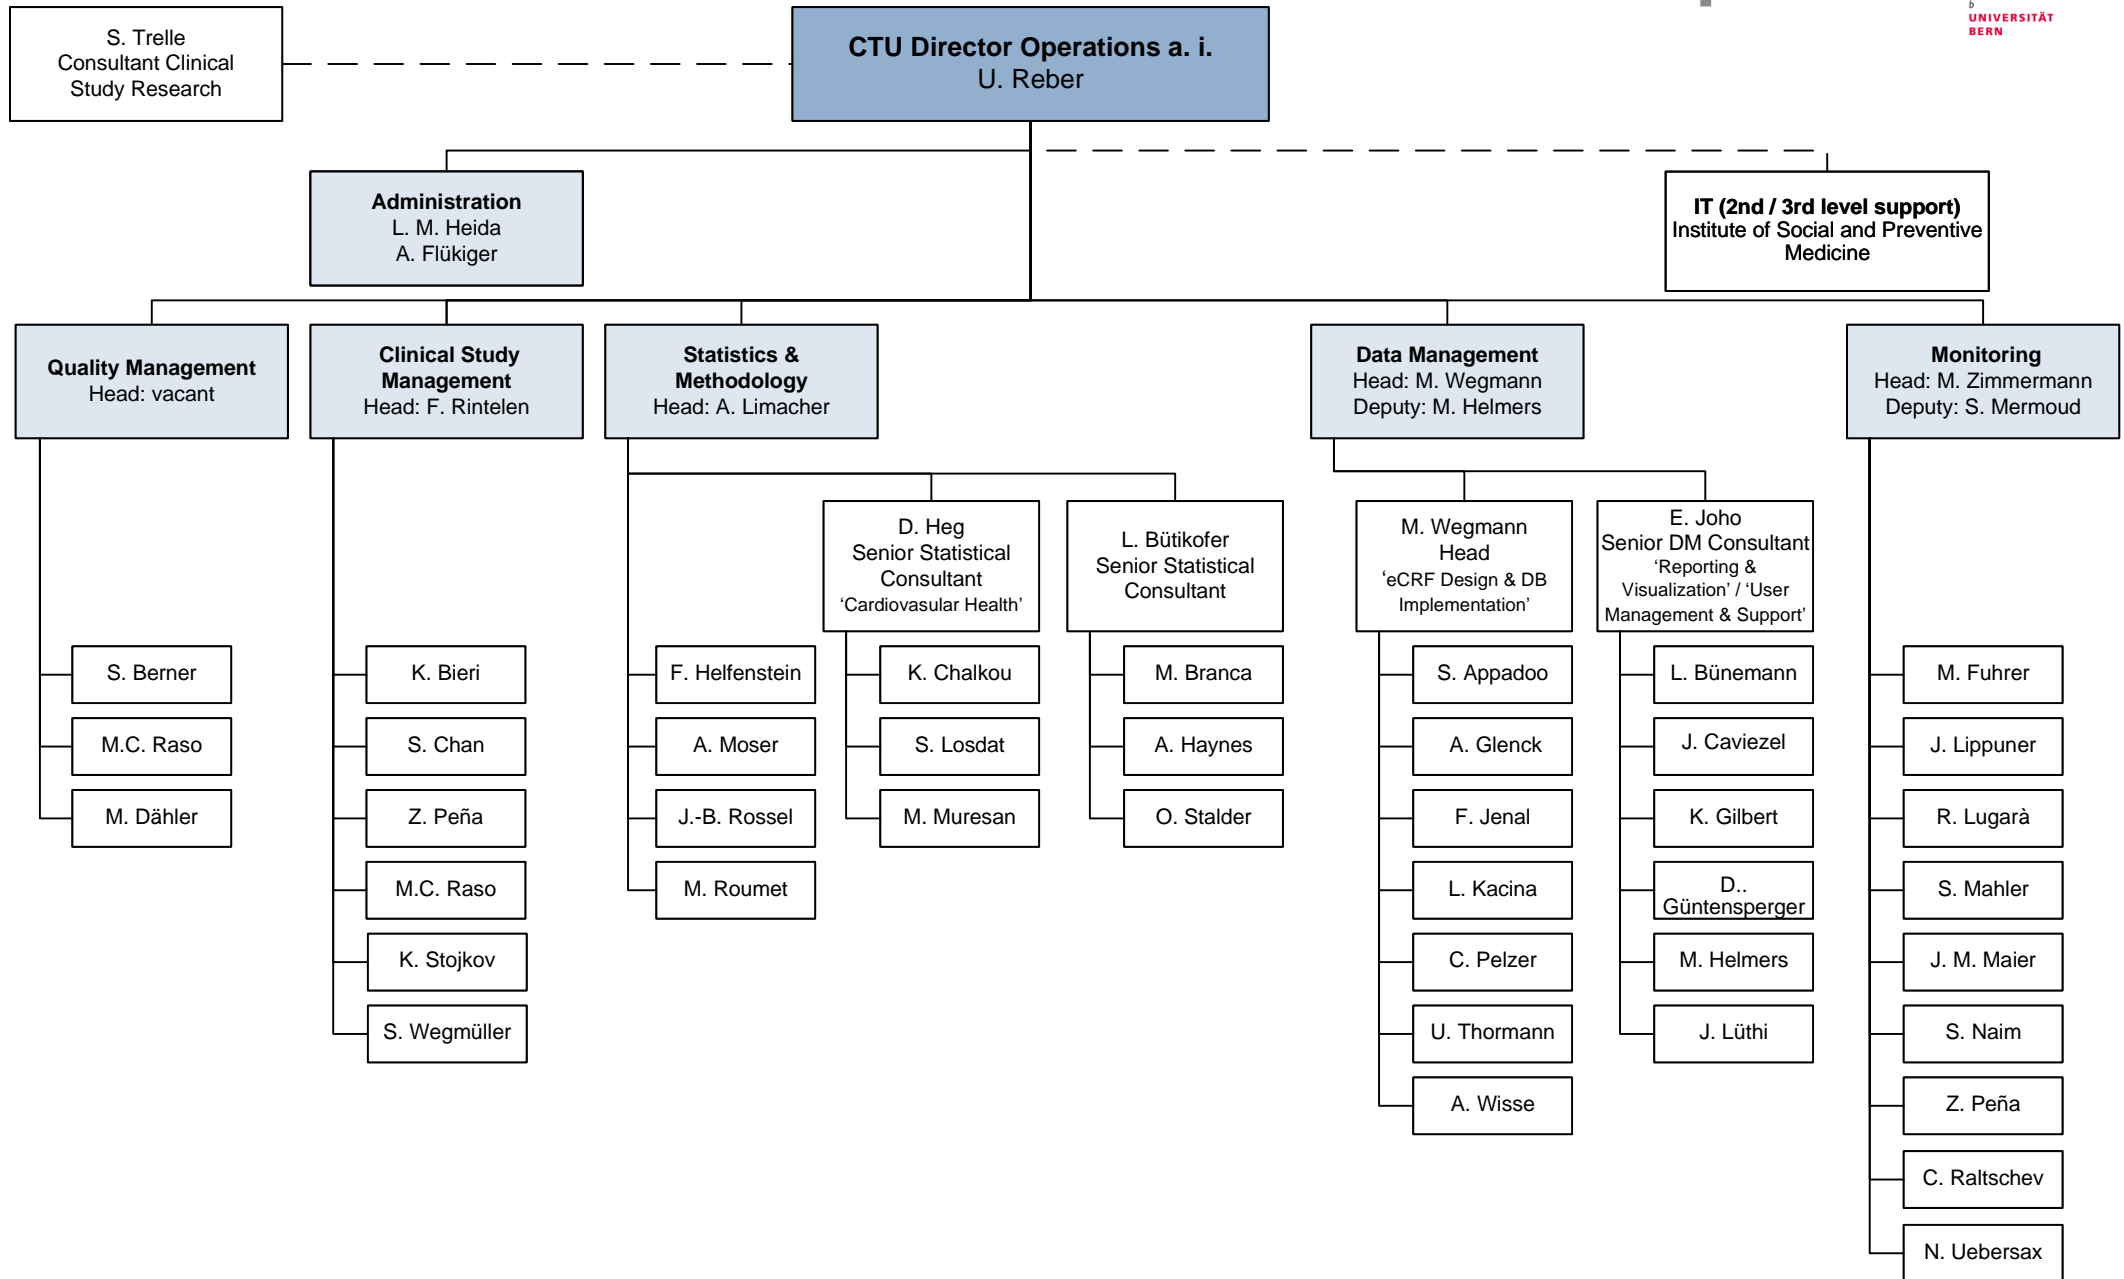 b
UNIVERSITÄT
BERN
S. Trelle
Consultant Clinical
Study Research
CTU Director Operations a. i.
U. Reber
Administration
L. M. Heida
A. Flükiger
IT (2nd / 3rd level support)
Institute of Social and Preventive
Medicine
Quality Management
Head: vacant
Clinical Study
Management
Head: F. Rintelen
Statistics &
Methodology
Head: A. Limacher
Data Management
Head: M. Wegmann
Deputy: M. Helmers
Monitoring
Head: M. Zimmermann
Deputy: S. Mermoud
D. Heg
Senior Statistical
Consultant
‘Cardiovasular Health’
L. Bütikofer
Senior Statistical
Consultant
M. Wegmann
Head
‘eCRF Design & DB
Implementation’
E. Joho
Senior DM Consultant
‘Reporting &
Visualization’ / ‘User
Management & Support’
S. Berner
M.C. Raso
M. Dähler
K. Bieri
S. Chan
Z. Peña
M.C. Raso
K. Stojkov
S. Wegmüller
F. Helfenstein
A. Moser
J.-B. Rossel
M. Roumet
K. Chalkou
S. Losdat
M. Muresan
M. Branca
A. Haynes
O. Stalder
S. Appadoo
A. Glenck
F. Jenal
L. Kacina
C. Pelzer
U. Thormann
A. Wisse
L. Bünemann
J. Caviezel
K. Gilbert
D..
Güntensperger
M. Helmers
J. Lüthi
M. Fuhrer
J. Lippuner
R. Lugarà
S. Mahler
J. M. Maier
S. Naim
Z. Peña
C. Raltschev
N. Uebersax